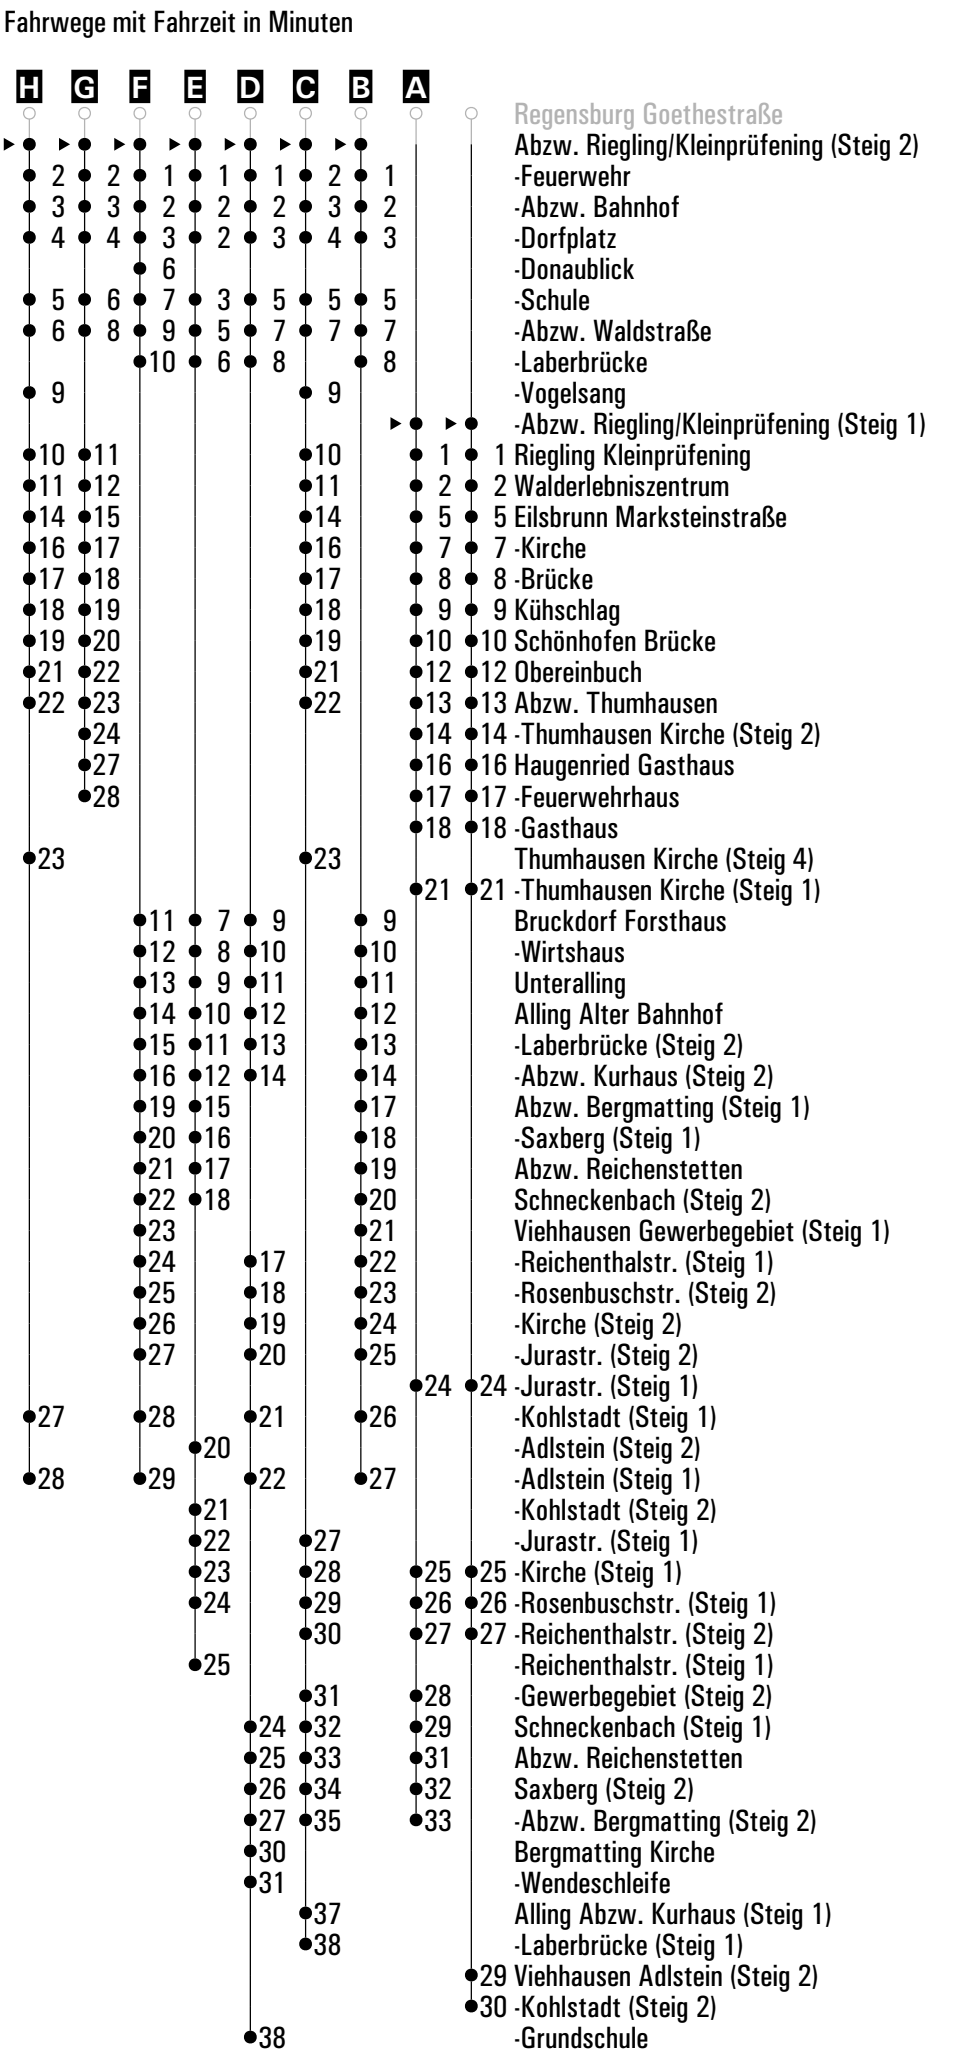 Fahrwege mit Fahrzeit in Minuten
H G F E D C B A
Regensburg Goethestraße
Abzw. Riegling/Kleinprüfening (Steig 2)
2 2 1 1 1 2 1 -Feuerwehr
3 3 2 2 2 3 2 -Abzw. Bahnhof
4 4 3 2 3 4 3 -Dorfplatz
6 -Donaublick
5 6 7 3 5 5 5 -Schule
6 8 9 5 7 7 7 -Abzw. Waldstraße
10 6 8 8 -Laberbrücke
9 9 -Vogelsang
-Abzw. Riegling/Kleinprüfening (Steig 1)
10 11 10 1 1 Riegling Kleinprüfening
11 12 11 2 2 Walderlebniszentrum
14 15 14 5 5 Eilsbrunn Marksteinstraße
16 17 16 7 7 -Kirche
17 18 17 8 8 -Brücke
18 19 18 9 9 Kühschlag
19 20 19 10 10 Schönhofen Brücke
21 22 21 12 12 Obereinbuch
22 23 22 13 13 Abzw. Thumhausen
24 14 14 -Thumhausen Kirche (Steig 2)
27 16 16 Haugenried Gasthaus
28 17 17 -Feuerwehrhaus
18 18 -Gasthaus
23 23 Thumhausen Kirche (Steig 4)
21 21 -Thumhausen Kirche (Steig 1)
11 7 9 9 Bruckdorf Forsthaus
12 8 10 10 -Wirtshaus
13 9 11 11 Unteralling
14 10 12 12 Alling Alter Bahnhof
15 11 13 13 -Laberbrücke (Steig 2)
16 12 14 14 -Abzw. Kurhaus (Steig 2)
19 15 17 Abzw. Bergmatting (Steig 1)
20 16 18 -Saxberg (Steig 1)
21 17 19 Abzw. Reichenstetten
22 18 20 Schneckenbach (Steig 2)
23 21 Viehhausen Gewerbegebiet (Steig 1)
24 17 22 -Reichenthalstr. (Steig 1)
25 18 23 -Rosenbuschstr. (Steig 2)
26 19 24 -Kirche (Steig 2)
27 20 25 -Jurastr. (Steig 2)
24 24 -Jurastr. (Steig 1)
27 28 21 26 -Kohlstadt (Steig 1)
20 -Adlstein (Steig 2)
28 29 22 27 -Adlstein (Steig 1)
21 -Kohlstadt (Steig 2)
22 27 -Jurastr. (Steig 1)
23 28 25 25 -Kirche (Steig 1)
24 29 26 26 -Rosenbuschstr. (Steig 1)
30 27 27 -Reichenthalstr. (Steig 2)
25 -Reichenthalstr. (Steig 1)
31 28 -Gewerbegebiet (Steig 2)
24 32 29 Schneckenbach (Steig 1)
25 33 31 Abzw. Reichenstetten
26 34 32 Saxberg (Steig 2)
27 35 33 -Abzw. Bergmatting (Steig 2)
30 Bergmatting Kirche
31 -Wendeschleife
37 Alling Abzw. Kurhaus (Steig 1)
38 -Laberbrücke (Steig 1)
29 Viehhausen Adlstein (Steig 2)
30 -Kohlstadt (Steig 2)
38 -Grundschule